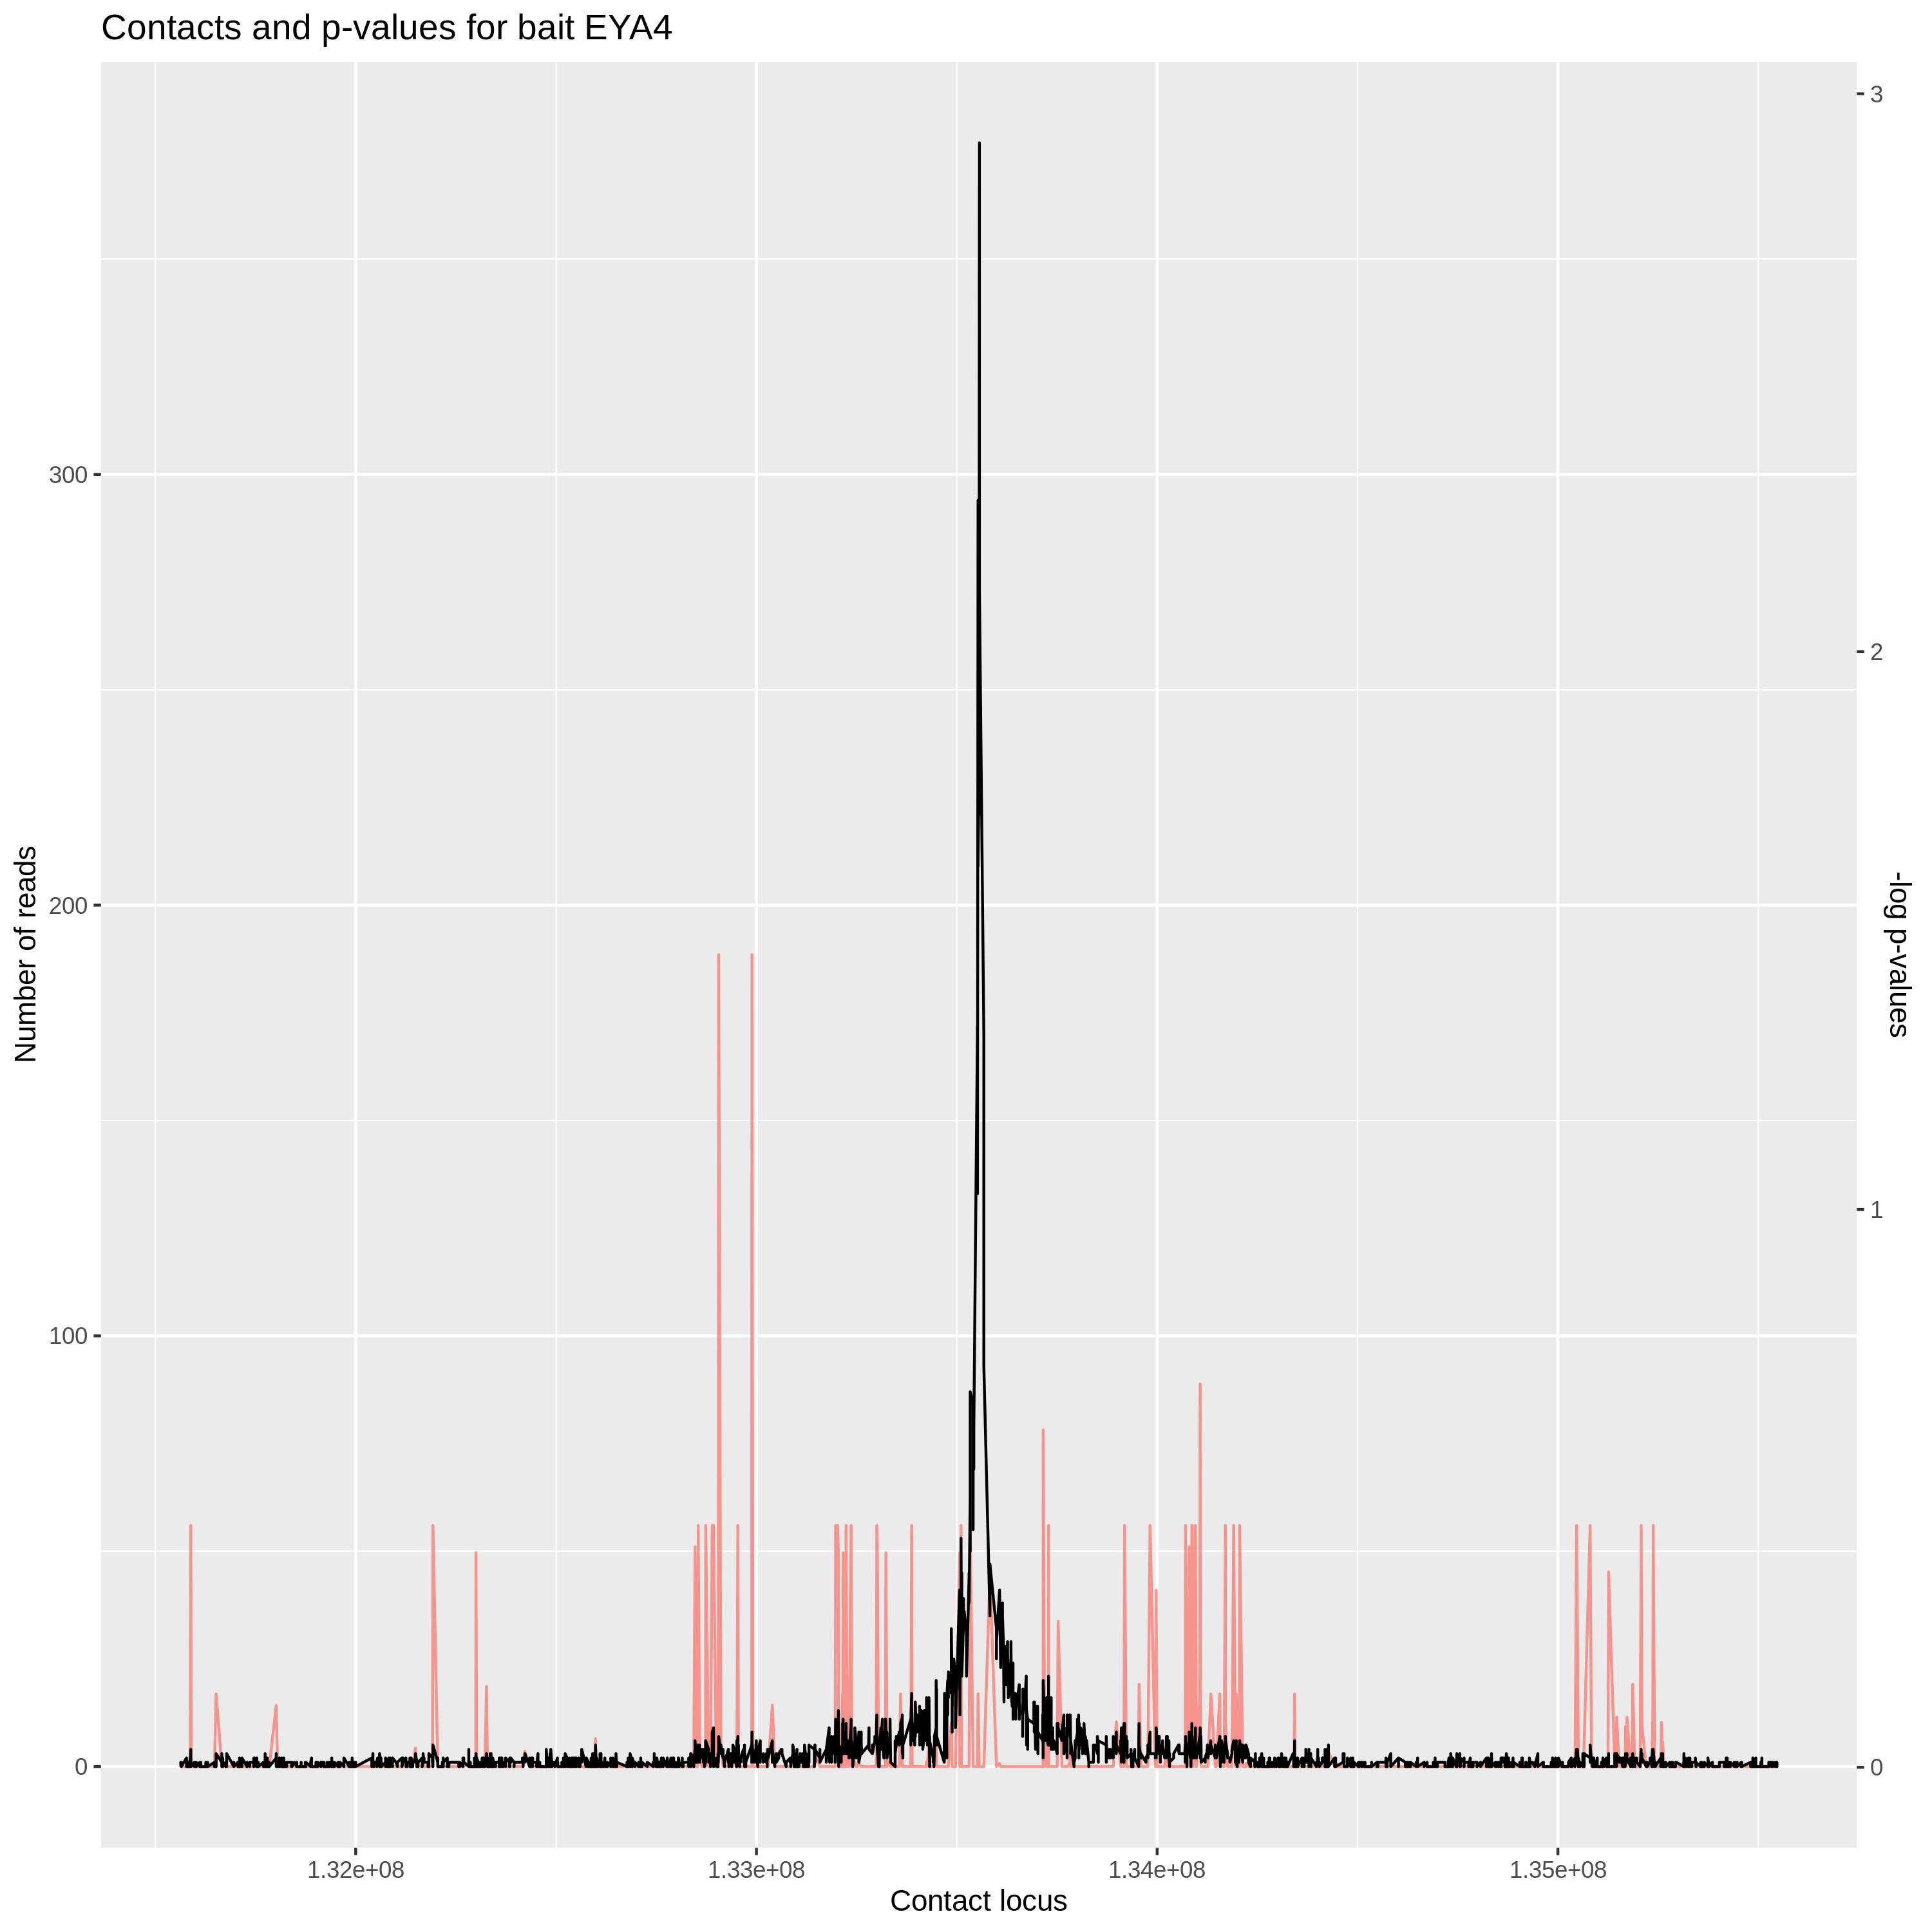 Contacts and p-values for bait EYA4
3
300
2
200
Number of reads
-log p-values
1
100
0
0
1.32e+08 1.33e+08 1.34e+08 1.35e+08
Contact locus